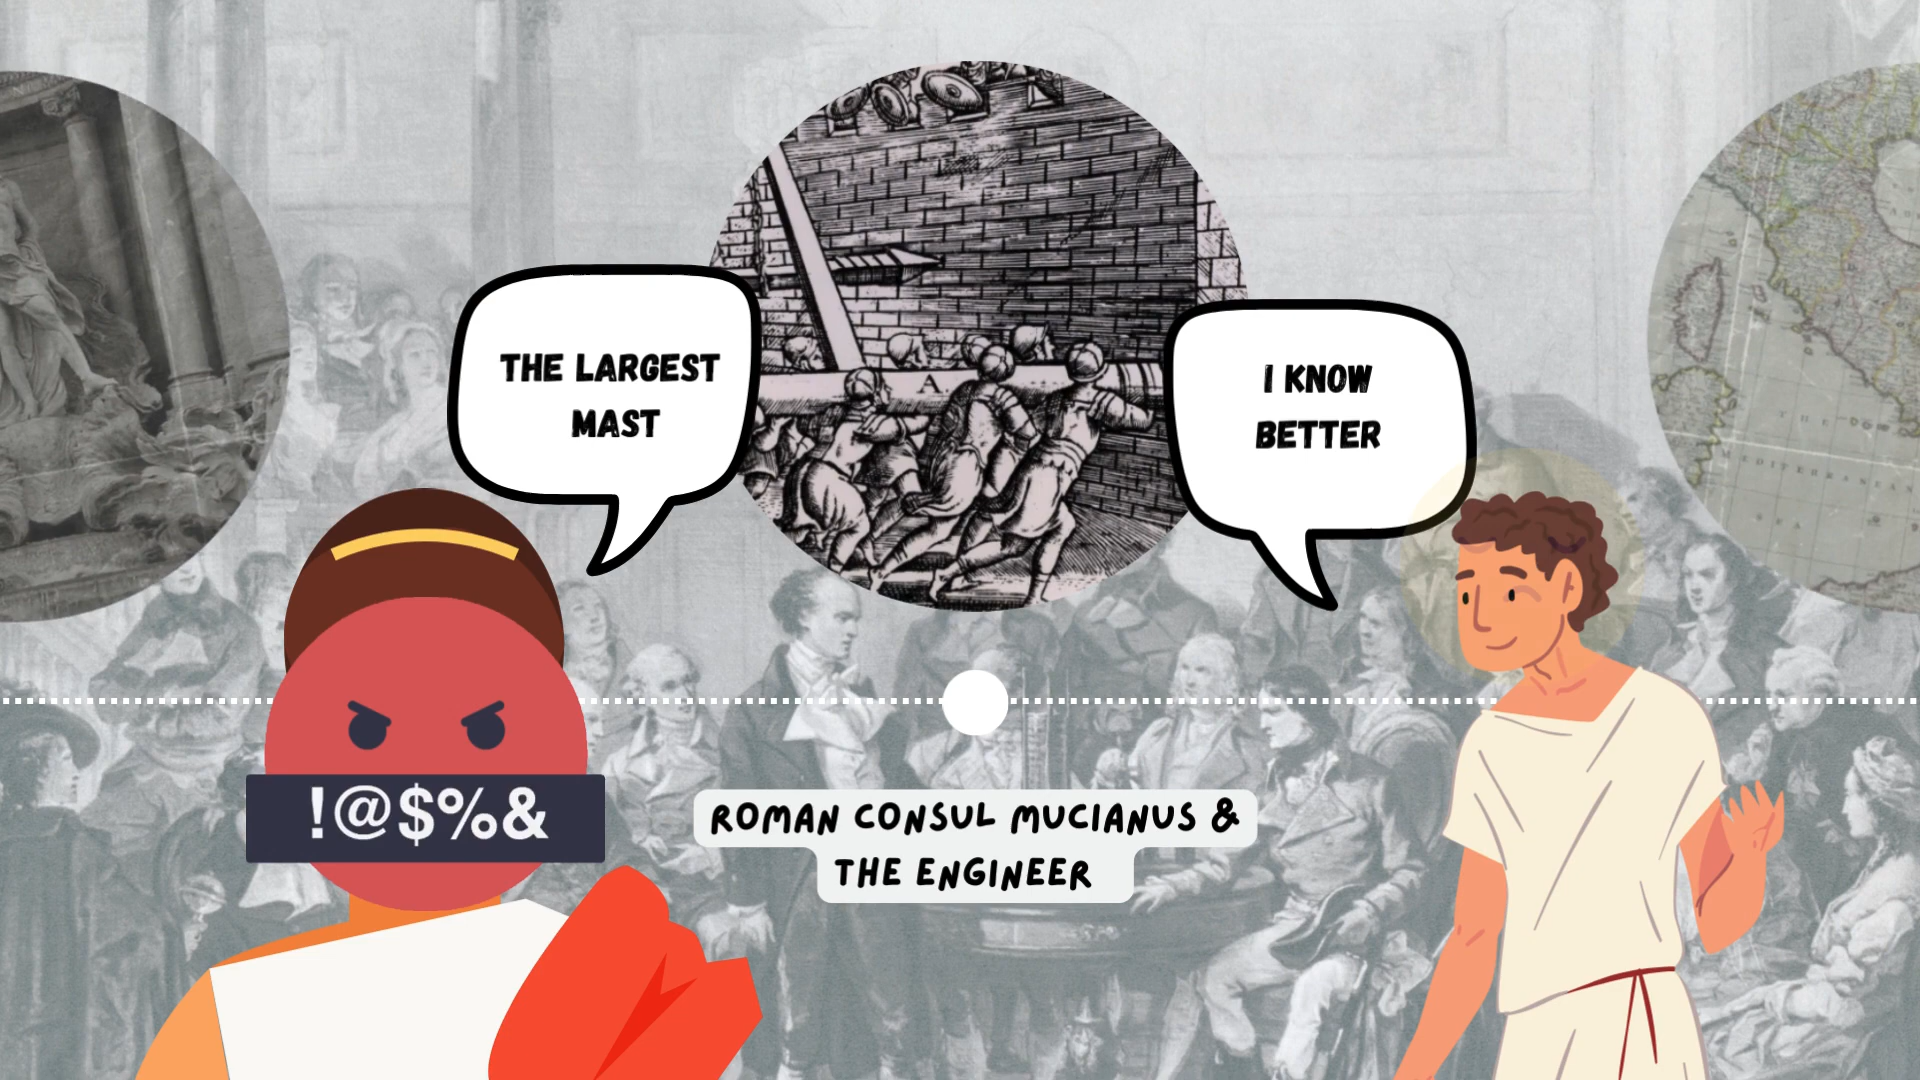 THE LARGEST
MAST
I KNOW
BETTER
A
!@$%&
ROMAN CONSUL MUCIANUS &
THE ENGINEER